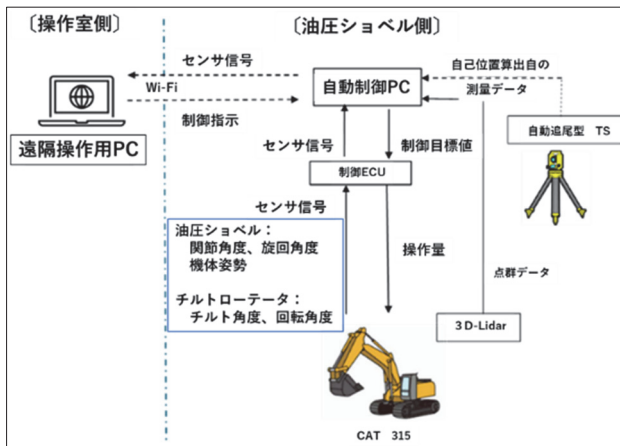 〔操作室側〕
〔油圧ショベル側〕
センサ信号
Wi-Fi
制御指示
遠隔操作用PC
自動制御PC
自己位置算出自の
測量データ
自動追尾型　TS
センサ信号
制御目標値
制御ECU
センサ信号
操作量
油圧ショベル：
関節角度、旋回角度
機体姿勢
チルトローテータ：
チルト角度、回転角度
点群データ
３D-Lidar
CAT　315